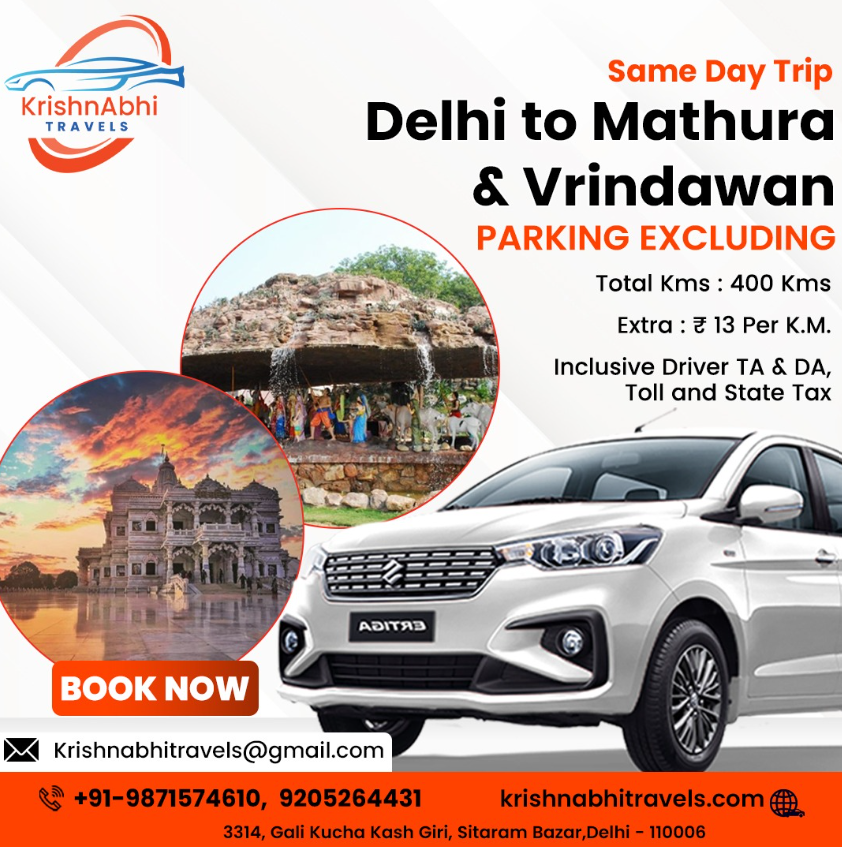 KrishnAbhi
TRAVELS
Same Day Trip
Delhi to Mathura
& Vrindawan
PARKING EXCLUDING
Total Kms : 400 Kms
Extra : ₹ 13 Per K.M.
Inclusive Driver TA & DA,
Toll and State Tax
ERTIGA
BOOK NOW
Krishnabhitravels@gmail.com
+91-9871574610, 9205264431
krishnabhitravels.com
3314, Gali Kucha Kash Giri, Sitaram Bazar,Delhi - 110006